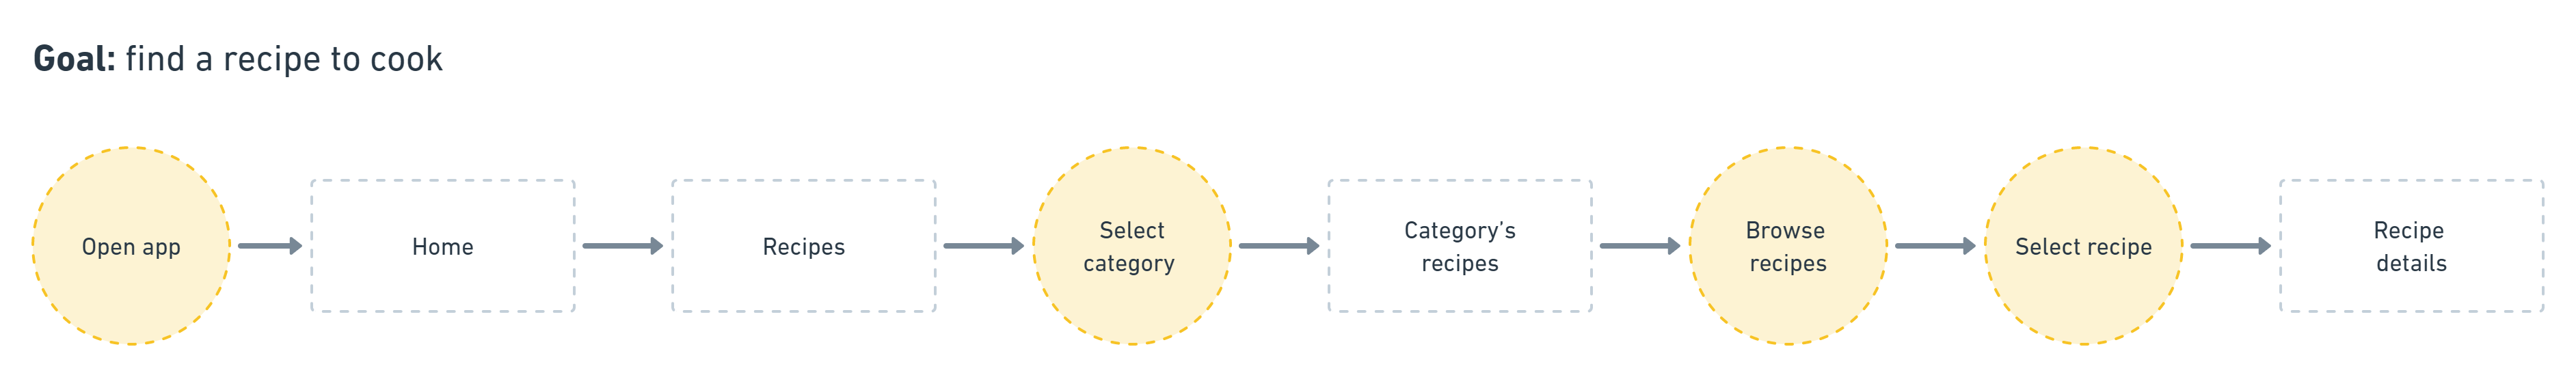 Goal: find a recipe to cook
Open app
Home
Recipes
Select
category
Category’s
recipes
Browse
recipes
Select recipe
Recipe
details